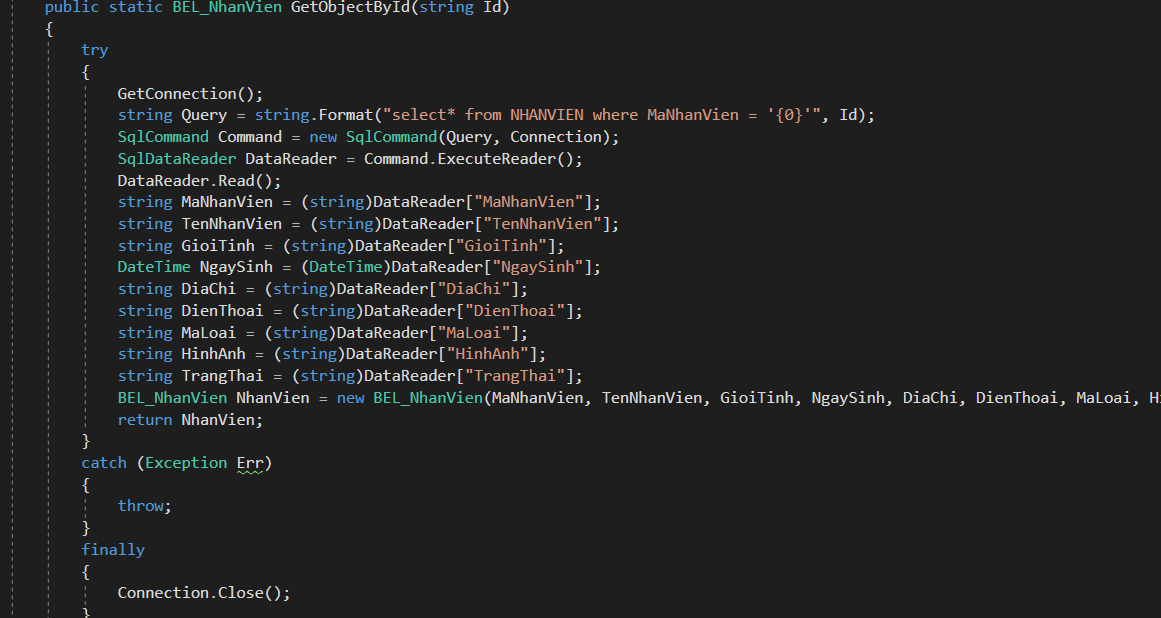 public static BEL_NhanVien GetObjectById(string Id)
{
try
{
GetConnection();
string Query = string.Format("select* from NHANVIEN where MaNhanVien = '{0}'", Id);
SqlCommand Command = new SqlCommand(Query, Connection);
SqlDataReader DataReader = Command.ExecuteReader();
DataReader.Read();
string MaNhanVien = (string)DataReader["MaNhanVien"];
string TenNhanVien = (string)DataReader["TenNhanVien"];
string GioiTinh = (string)DataReader["GioiTinh"];
DateTime NgaySinh = (DateTime)DataReader["NgaySinh"];
string DiaChi = (string)DataReader["DiaChi"];
string DienThoai = (string)DataReader["DienThoai"];
string MaLoai = (string)DataReader["MaLoai"];
string HinhAnh = (string)DataReader["HinhAnh"];
string TrangThai = (string)DataReader["TrangThai"];
BEL_NhanVien NhanVien = new BEL_NhanVien(MaNhanVien, TenNhanVien, GioiTinh, NgaySinh, DiaChi, DienThoai, MaLoai,
return NhanVien;
}
catch (Exception Err)
{
throw;
}
finally
{
Connection.Close();
}